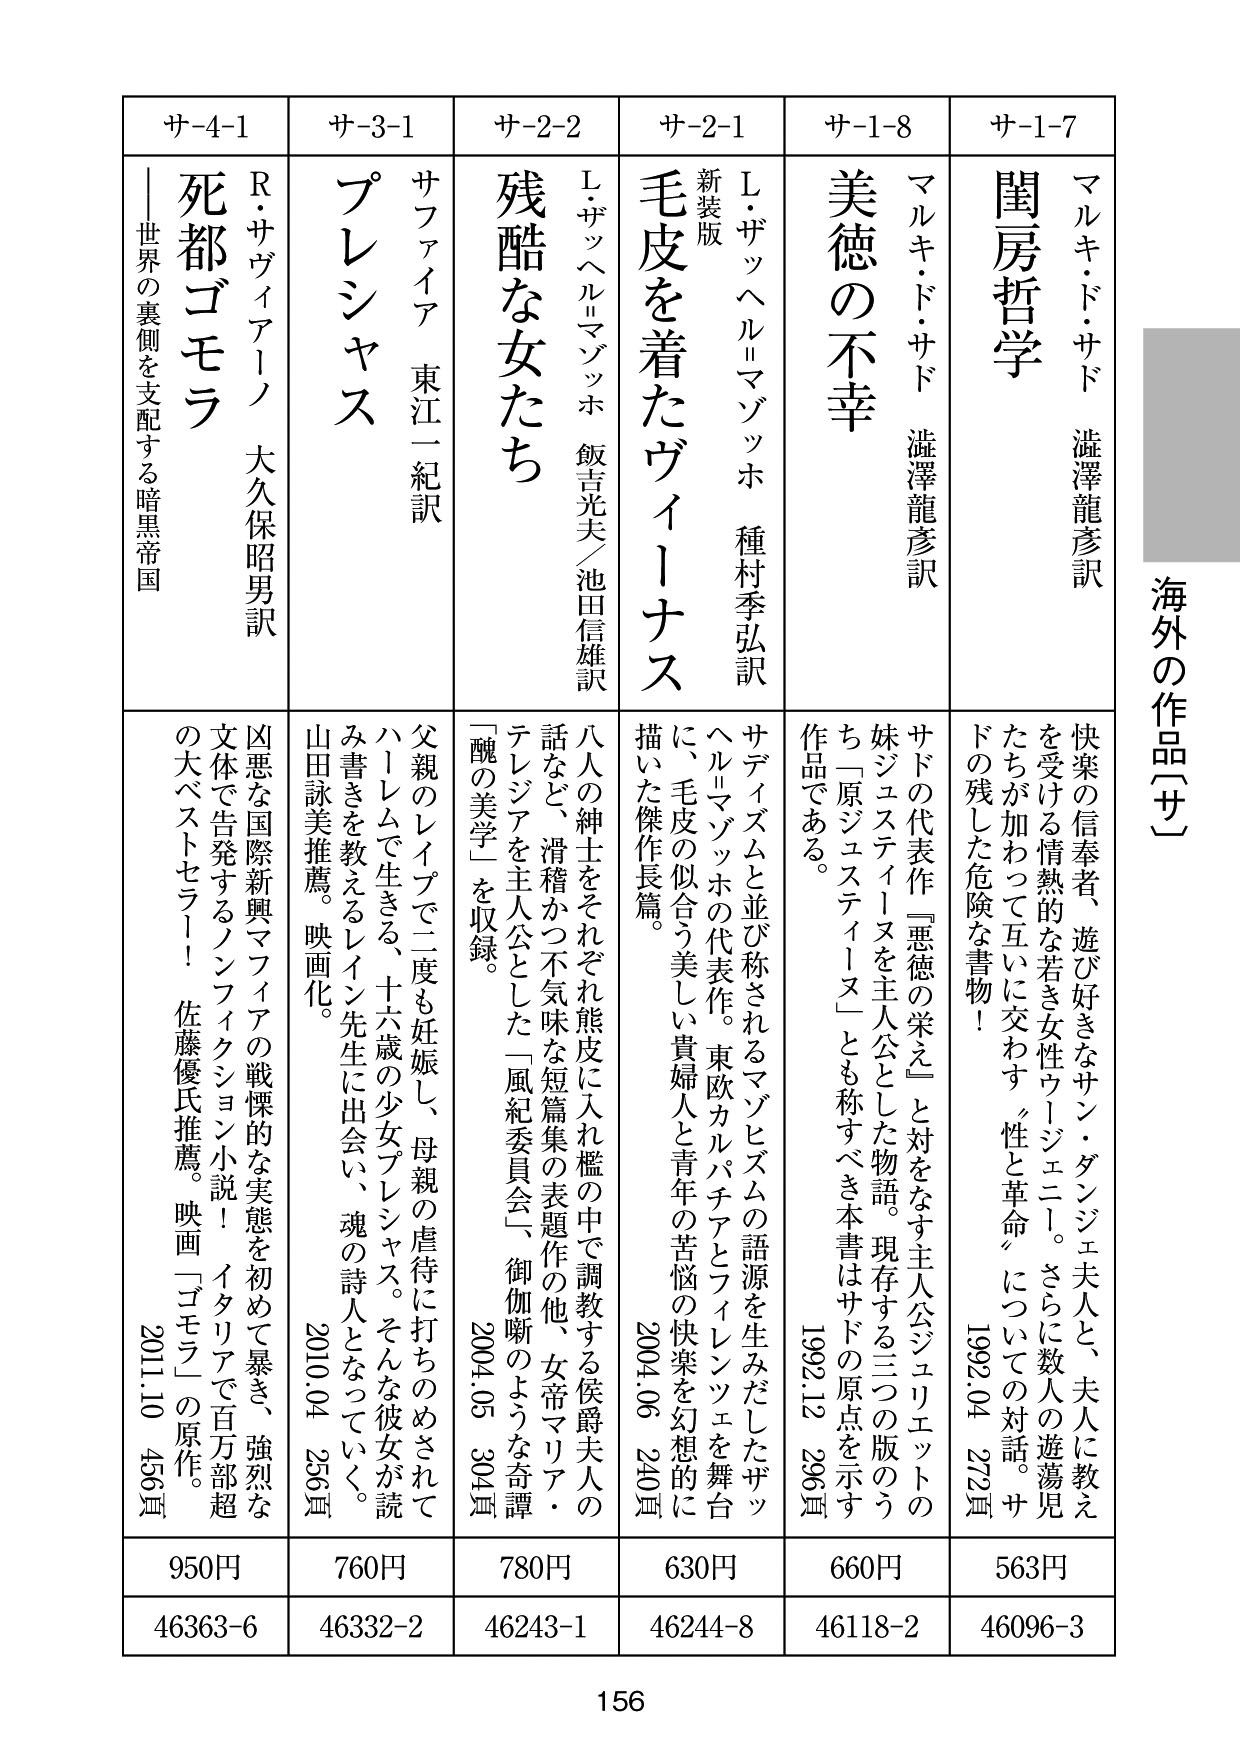 海外の作品〔サ〕
サ-1-7
マルキ・ド・サド　澁澤龍彦訳
閨房哲学
快楽の信奉者、遊び好きなサン・ダンジェ夫人と、夫人に教え
を受ける情熱的な若き女性ウージェニー。さらに数人の遊蕩児
たちが加わって互いに交わす〝性と革命〟についての対話。サ
ドの残した危険な書物！
1992.04　272頁
563円
46096-3
サ-1-8
マルキ・ド・サド　澁澤龍彦訳
美徳の不幸
サドの代表作『悪徳の栄え』と対をなす主人公ジュリエットの
妹ジュスティーヌを主人公とした物語。現存する三つの版のう
ち「原ジュスティーヌ」とも称すべき本書はサドの原点を示す
作品である。
1992.12　296頁
660円
46118-2
サ-2-1
L・ザッヘル＝マゾッホ　種村季弘訳
新装版
毛皮を着たヴィーナス
サディズムと並び称されるマゾヒズムの語源を生みだしたザッ
ヘル＝マゾッホの代表作。東欧カルパチアとフィレンツェを舞台
に、毛皮の似合う美しい貴婦人と青年の苦悩の快楽を幻想的に
描いた傑作長篇。
2004.06　240頁
630円
46244-8
サ-2-2
L・ザッヘル＝マゾッホ　飯吉光夫／池田信雄訳
残酷な女たち
八人の紳士をそれぞれ熊皮に入れ檻の中で調教する侯爵夫人の
話など、滑稽かつ不気味な短篇集の表題作の他、女帝マリア・
テレジアを主人公とした「風紀委員会」、御伽噺のような奇譚
「醜の美学」を収録。
2004.05　304頁
780円
46243-1
サ-3-1
サファイア　東江一紀訳
プレシャス
父親のレイプで二度も妊娠し、母親の虐待に打ちのめされて
ハーレムで生きる、十六歳の少女プレシャス。そんな彼女が読
み書きを教えるレイン先生に出会い、魂の詩人となっていく。
山田詠美推薦。映画化。
2010.04　256頁
760円
46332-2
サ-4-1
R・サヴィアーノ　大久保昭男訳
死都ゴモラ
――世界の裏側を支配する暗黒帝国
凶悪な国際新興マフィアの戦慄的な実態を初めて暴き、強烈な
文体で告発するノンフィクション小説！　イタリアで百万部超
の大ベストセラー！　佐藤優氏推薦。映画「ゴモラ」の原作。
2011.10　456頁
950円
46363-6
156